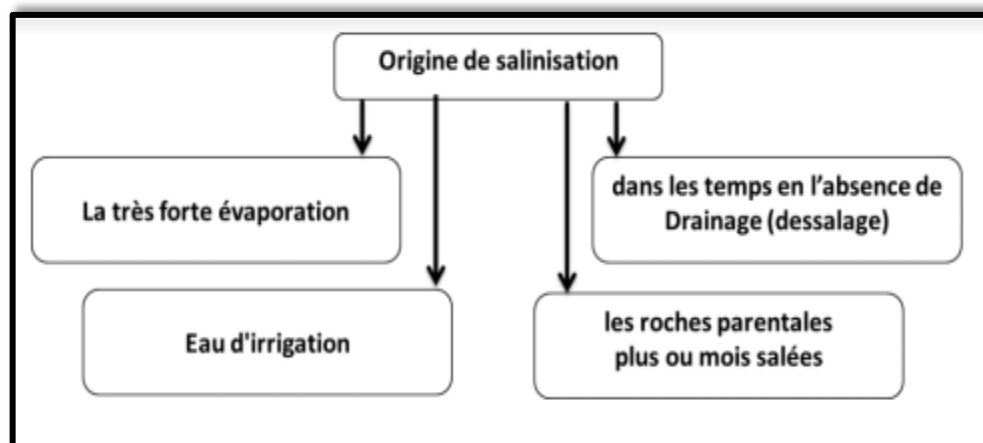 Origine de salinisation
La très forte évaporation
dans les temps en l'absence de
Drainage (dessalage)
Eau d'irrigation
les roches parentales
plus ou mois salées